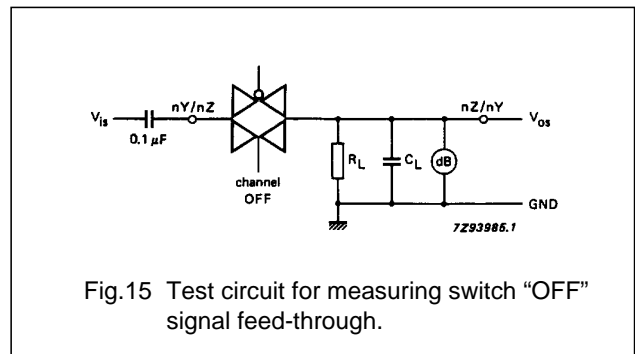 V_is
0.1 μF
nY/nZ
channel
OFF
R_L
C_L
dB
nZ/nY
V_os
GND
7Z93985.1
Fig.15 Test circuit for measuring switch “OFF”
signal feed-through.